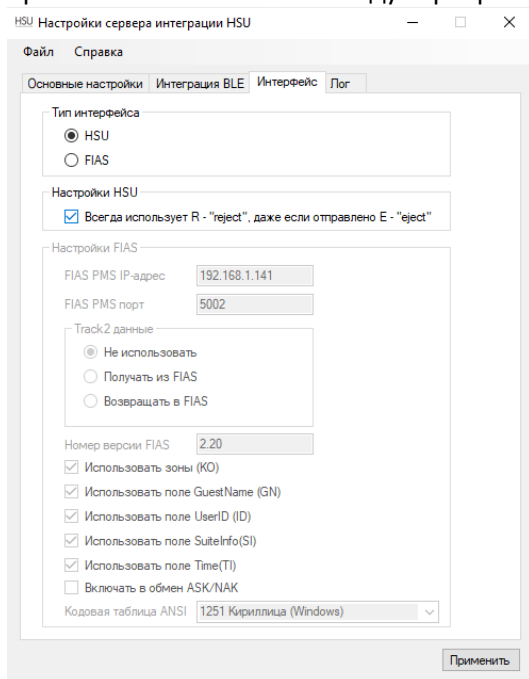 HSU Настройки сервера интеграции HSU
Файл Справка
Основные настройки Интеграция BLE Интерфейс Лог
Тип интерфейса
HSU
FIAS
Настройки HSU
Всегда использует R - "reject", даже если отправлено E - "eject"
Настройки FIAS
FIAS PMS IP-адрес 192.168.1.141
FIAS PMS порт 5002
Track2 данные
Не использовать
Получать из FIAS
Возвращать в FIAS
Номер версии FIAS 2.20
Использовать зоны (KO)
Использовать поле GuestName (GN)
Использовать поле UserID (ID)
Использовать поле SuiteInfo(SI)
Использовать поле Time(TI)
Включать в обмен ASK/NAK
Кодовая таблица ANSI 1251 Кириллица (Windows)
Применить